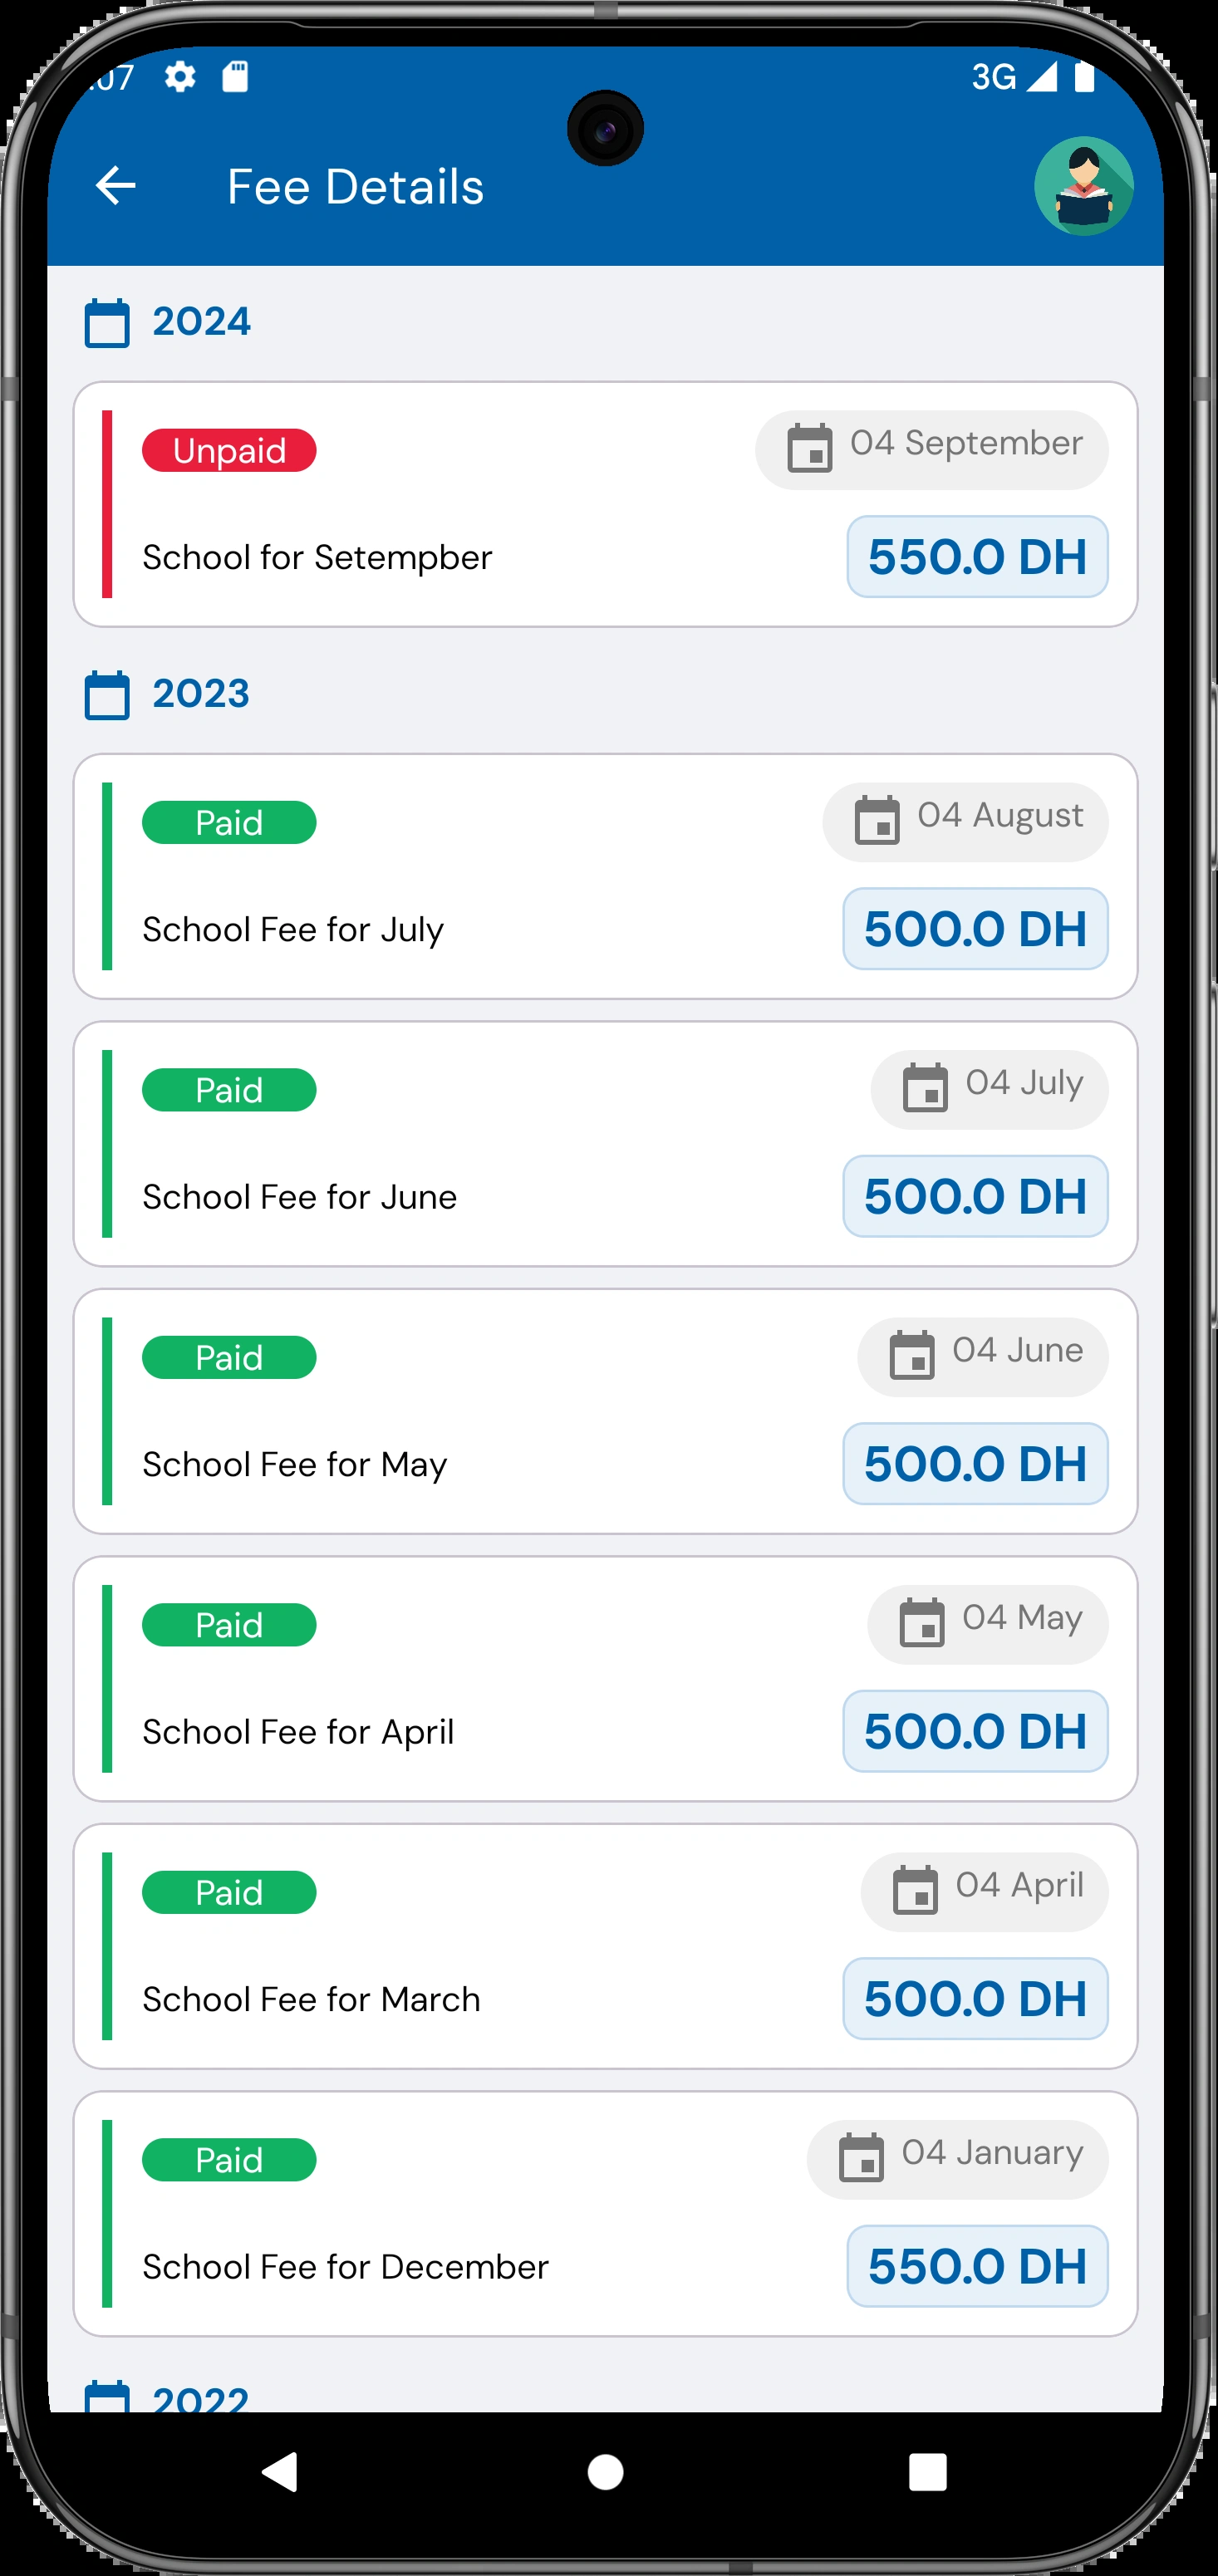 :07
3G
Fee Details
2024
Unpaid
04 September
School for Setempber
550.0 DH
2023
Paid
04 August
School Fee for July
500.0 DH
Paid
04 July
School Fee for June
500.0 DH
Paid
04 June
School Fee for May
500.0 DH
Paid
04 May
School Fee for April
500.0 DH
Paid
04 April
School Fee for March
500.0 DH
Paid
04 January
School Fee for December
550.0 DH
2022